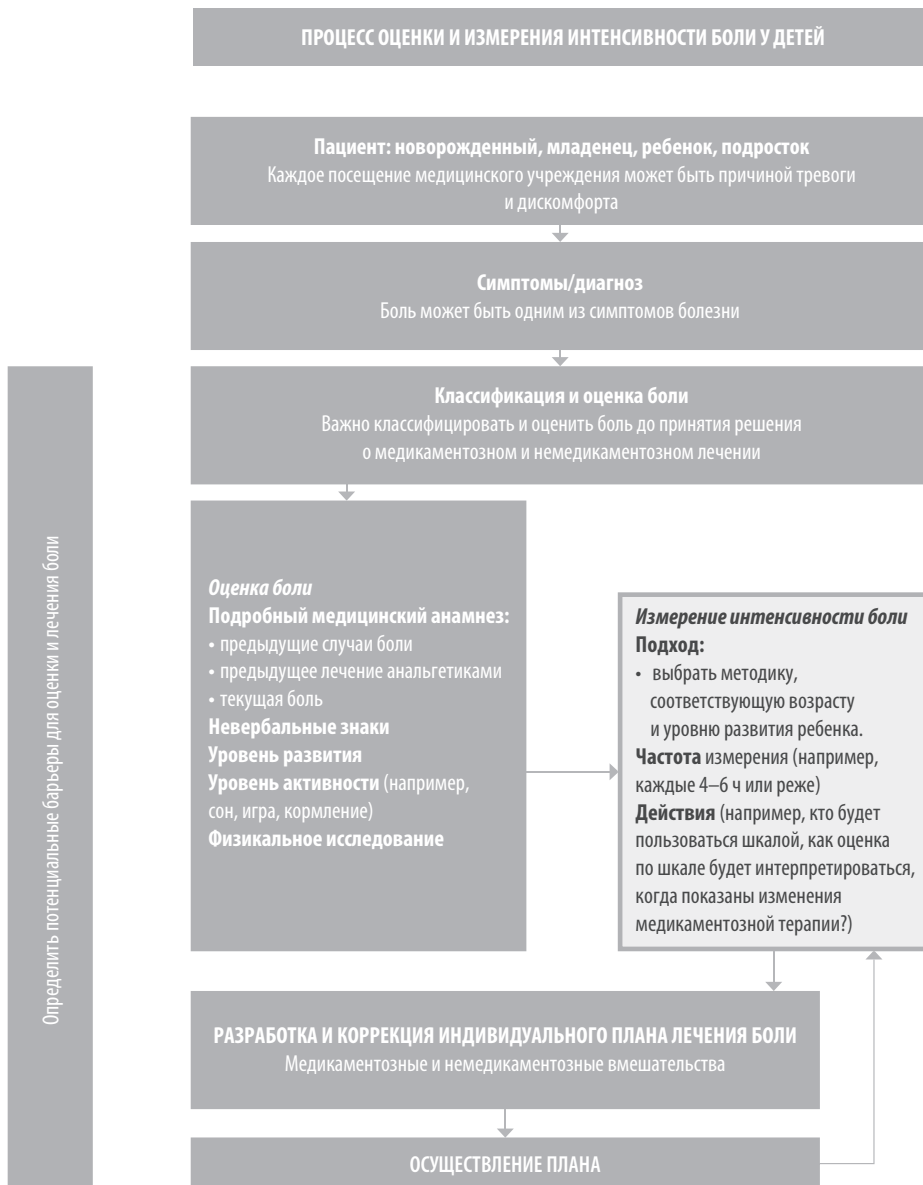 ПРОЦЕСС ОЦЕНКИ И ИЗМЕРЕНИЯ ИНТЕНСИВНОСТИ БОЛИ У ДЕТЕЙ
Пациент: новорожденный, младенец, ребенок, подросток
Каждое посещение медицинского учреждения может быть причиной тревоги
и дискомфорта
Симптомы/диагноз
Боль может быть одним из симптомов болезни
Классификация и оценка боли
Важно классифицировать и оценить боль до принятия решения
о медикаментозном и немедикаментозном лечении
Определить потенциальные барьеры для оценки и лечения боли
Оценка боли
Подробный медицинский анамнез:
• предыдущие случаи боли
• предыдущее лечение анальгетиками
• текущая боль
Невербальные знаки
Уровень развития
Уровень активности (например,
сон, игра, кормление)
Физикальное исследование
Измерение интенсивности боли
Подход:
• выбрать методику,
соответствующую возрасту
и уровню развития ребенка.
Частота измерения (например,
каждые 4–6 ч или реже)
Действия (например, кто будет
пользоваться шкалой, как оценка
по шкале будет интерпретироваться,
когда показаны изменения
медикаментозной терапии?)
РАЗРАБОТКА И КОРРЕКЦИЯ ИНДИВИДУАЛЬНОГО ПЛАНА ЛЕЧЕНИЯ БОЛИ
Медикаментозные и немедикаментозные вмешательства
ОСУЩЕСТВЛЕНИЕ ПЛАНА